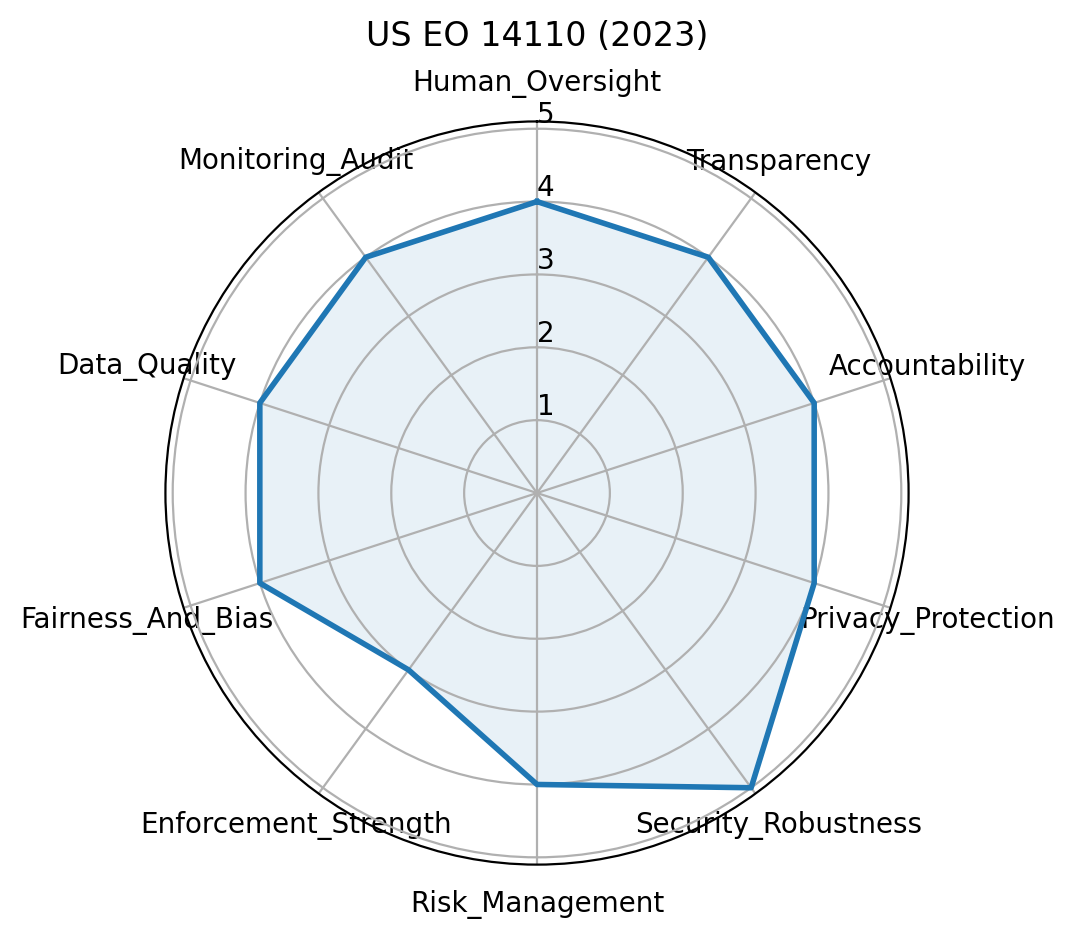 US EO 14110 (2023)
Human_Oversight
5
Monitoring_Audit
Transparency
4
3
2
Data_Quality
Accountability
1
Fairness_And_Bias
Privacy_Protection
Enforcement_Strength
Security_Robustness
Risk_Management